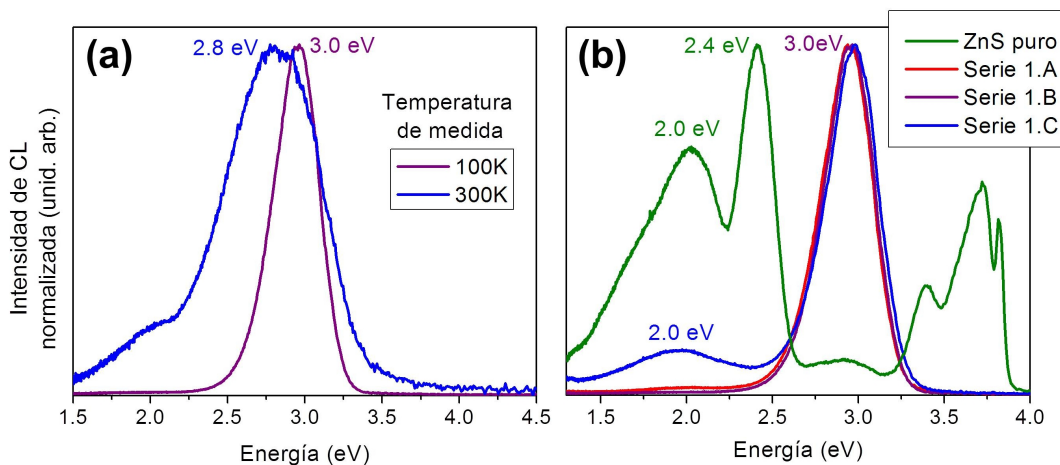 Intensidad de CL
normalizada (unid. arb.)
(a)
2.8 eV
3.0 eV
Temperatura
de medida
100K
300K
1.5
2.0
2.5
3.0
3.5
4.0
4.5
Energía (eV)
(b)
2.4 eV
3.0eV
2.0 eV
2.0 eV
ZnS puro
Serie 1.A
Serie 1.B
Serie 1.C
1.5
2.0
2.5
3.0
3.5
4.0
Energía (eV)